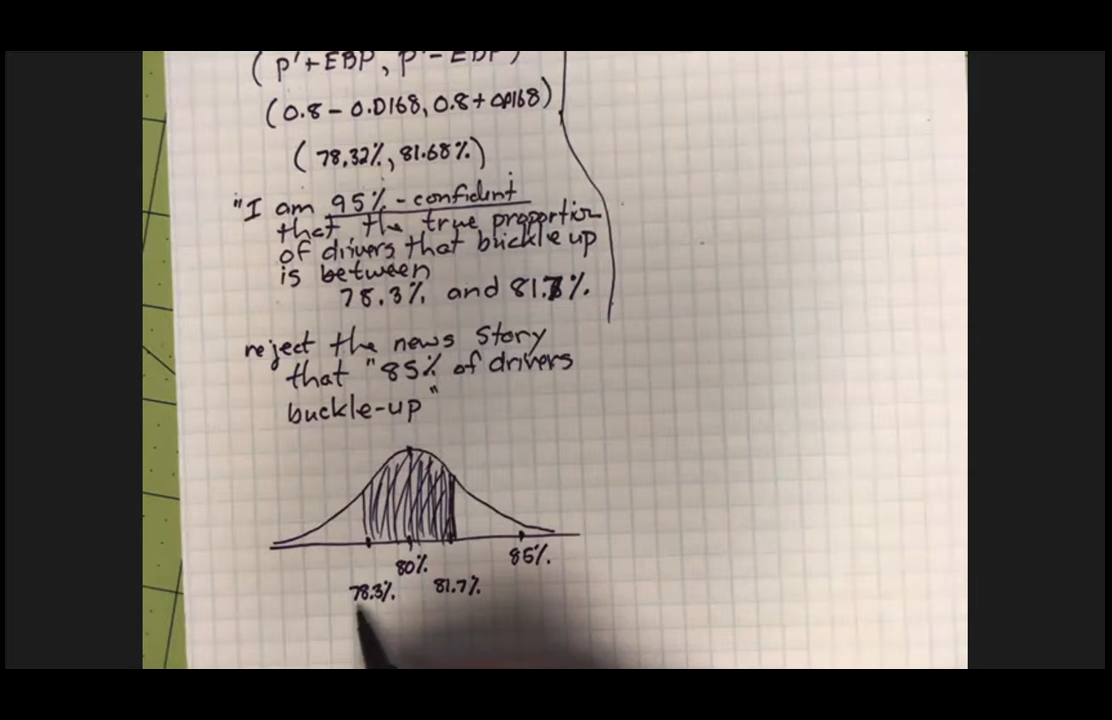 (p'+EBP, p'-EBP)
(0.8-0.0168, 0.8+0.0168)
(78.32%, 81.68%)
"I am 95%-confident
that the true proportion
of drivers that buckle up
is between
78.3% and 81.7%.
reject the news story
that "85% of drivers
buckle-up"
80%
85%.
78.3%.
81.7%.